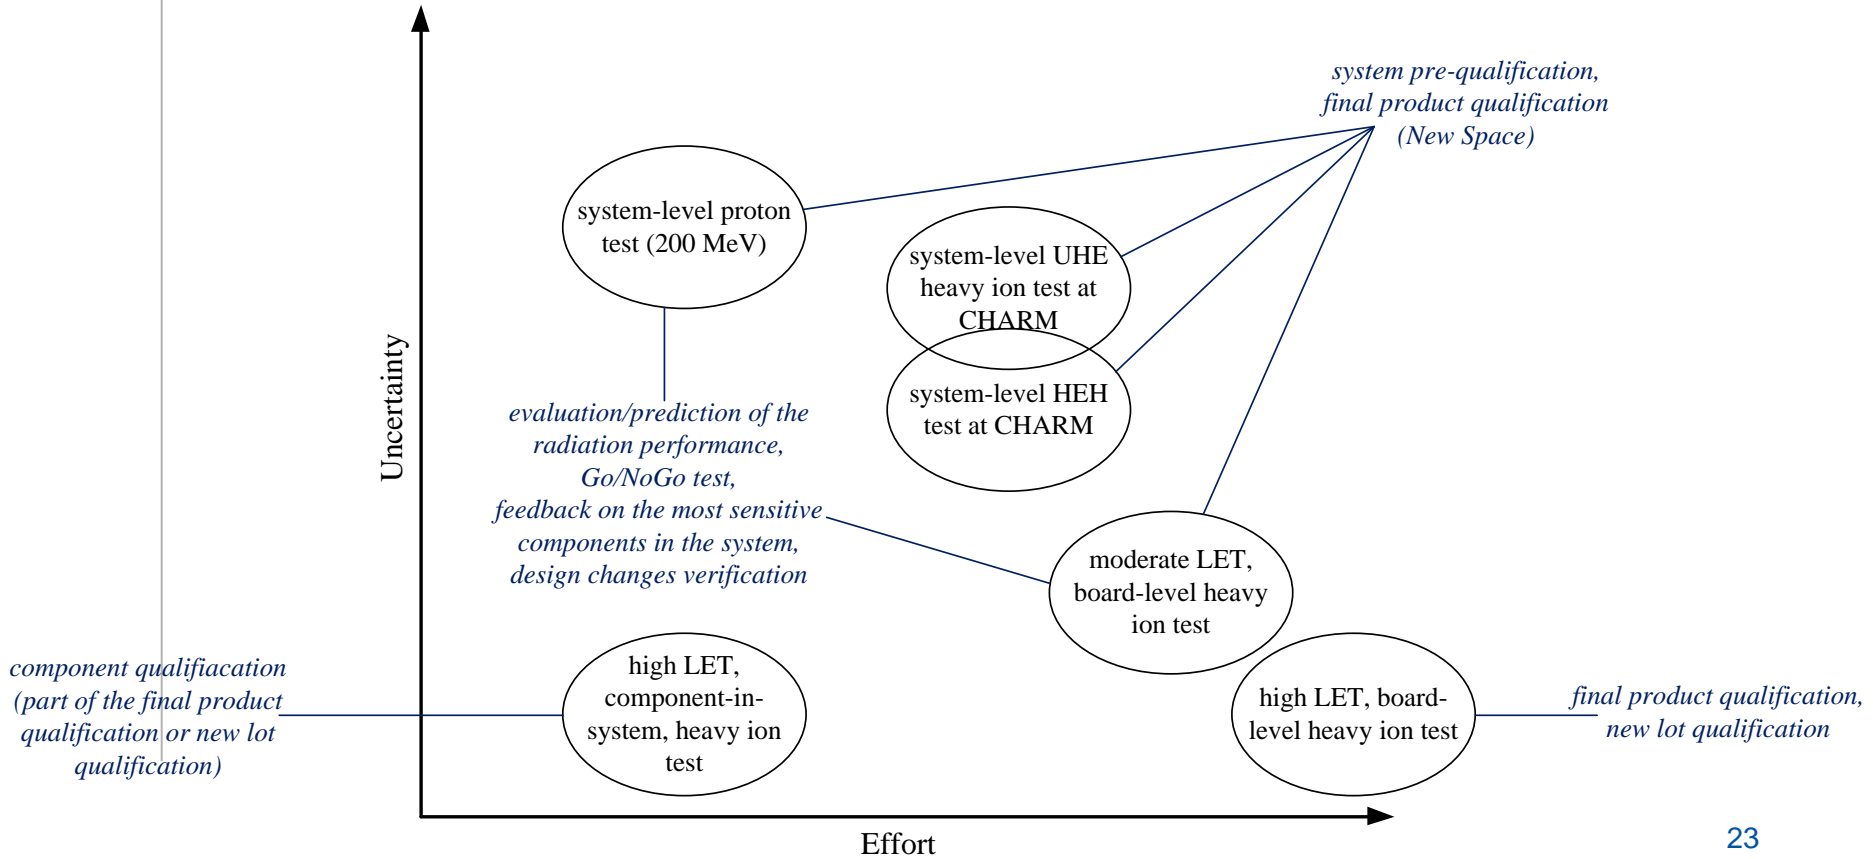 system pre-qualification,
final product qualification
(New Space)
system-level proton
test (200 MeV)
system-level UHE
heavy ion test at
CHARM
system-level HEH
test at CHARM
Uncertainty
evaluation/prediction of the
radiation performance,
Go/NoGo test,
feedback on the most sensitive
components in the system,
design changes verification
moderate LET,
board-level heavy
ion test
component qualifiacation
(part of the final product
qualification or new lot
qualification)
high LET,
component-in-
system, heavy ion
test
high LET, board-
level heavy ion test
final product qualification,
new lot qualification
Effort
23